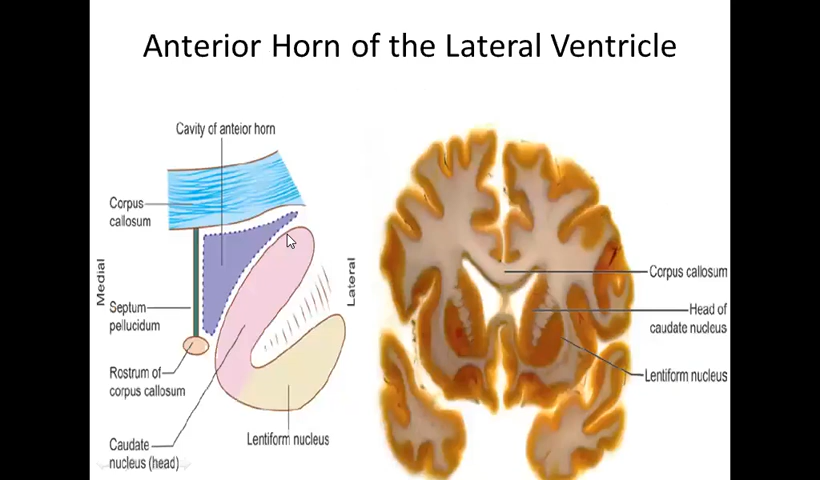 Anterior Horn of the Lateral Ventricle
Cavity of anteior horn
Corpus
callosum
Medial
Lateral
Septum
pellucidum
Rostrum of
corpus callosum
Caudate
nucleus (head)
Lentiform nucleus
Corpus callosum
Head of
caudate nucleus
Lentiform nucleus